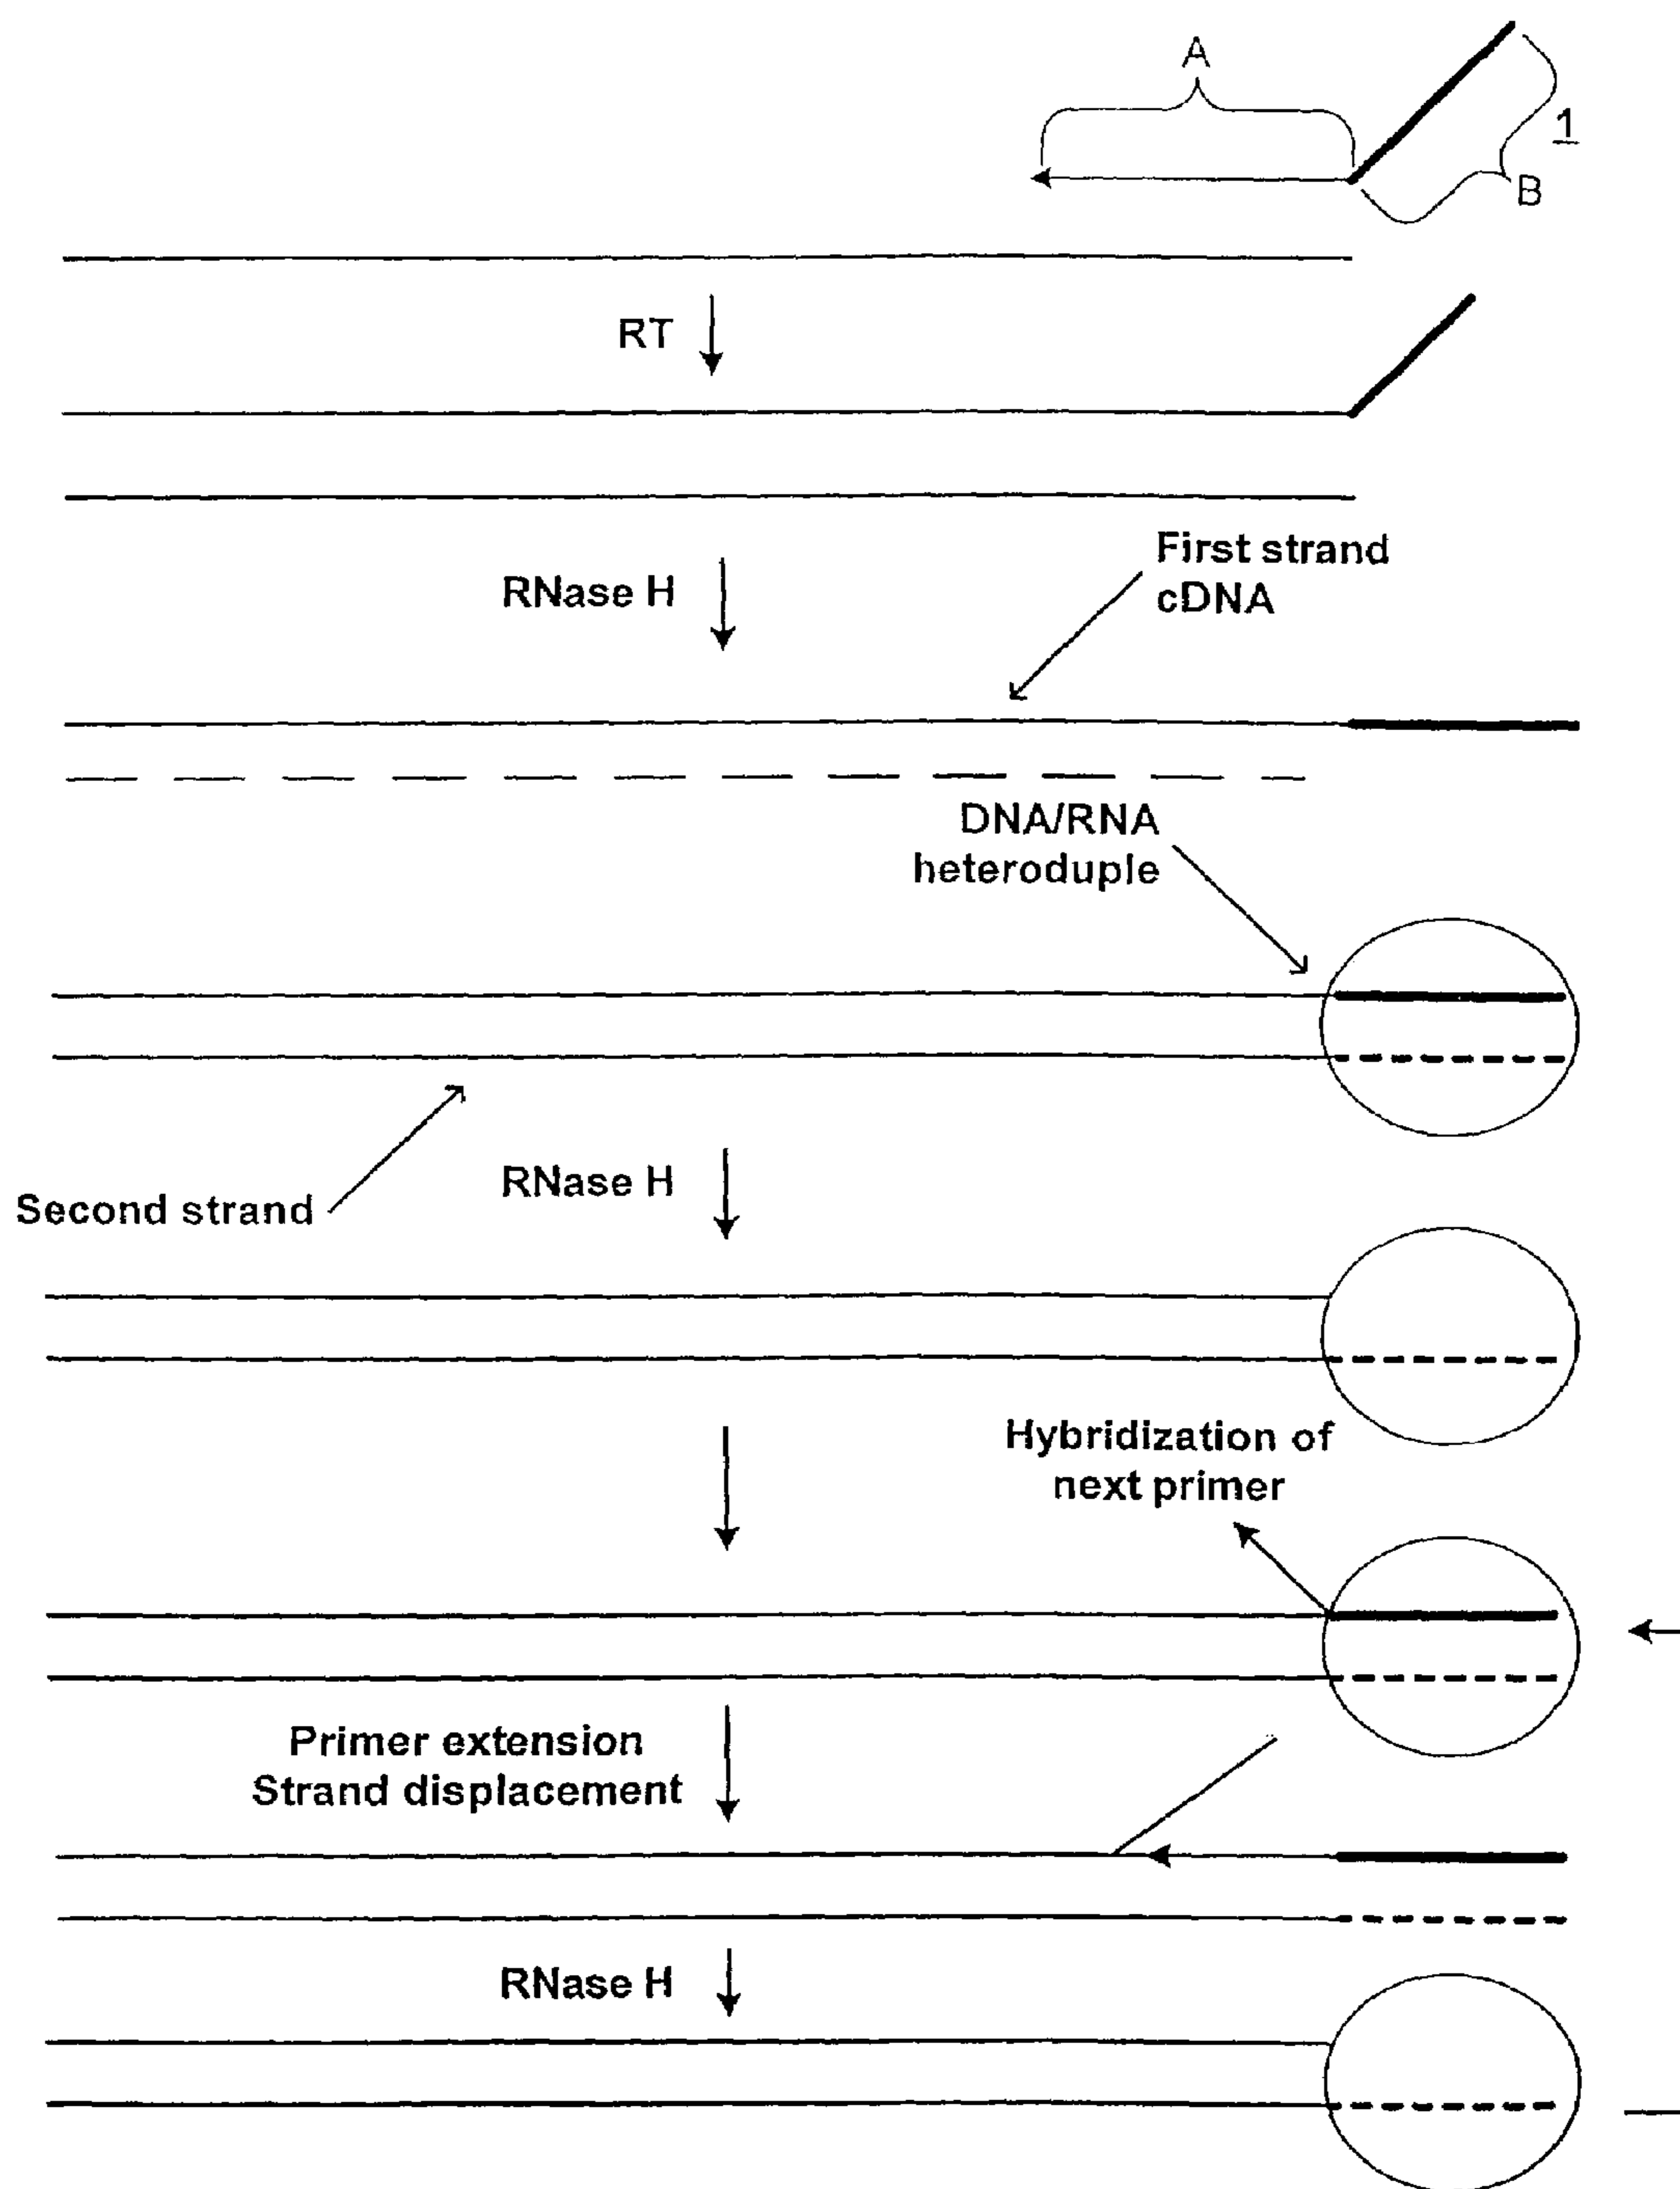 A
1
B
RT
First strand
cDNA
RNase H
DNA/RNA
heteroduple
RNase H
Second strand
Hybridization of
next primer
Primer extension
Strand displacement
RNase H